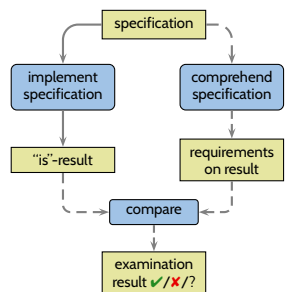 specification
implement
specification
comprehend
specification
“is”-result
requirements
on result
compare
examination
result ✔/✘/?